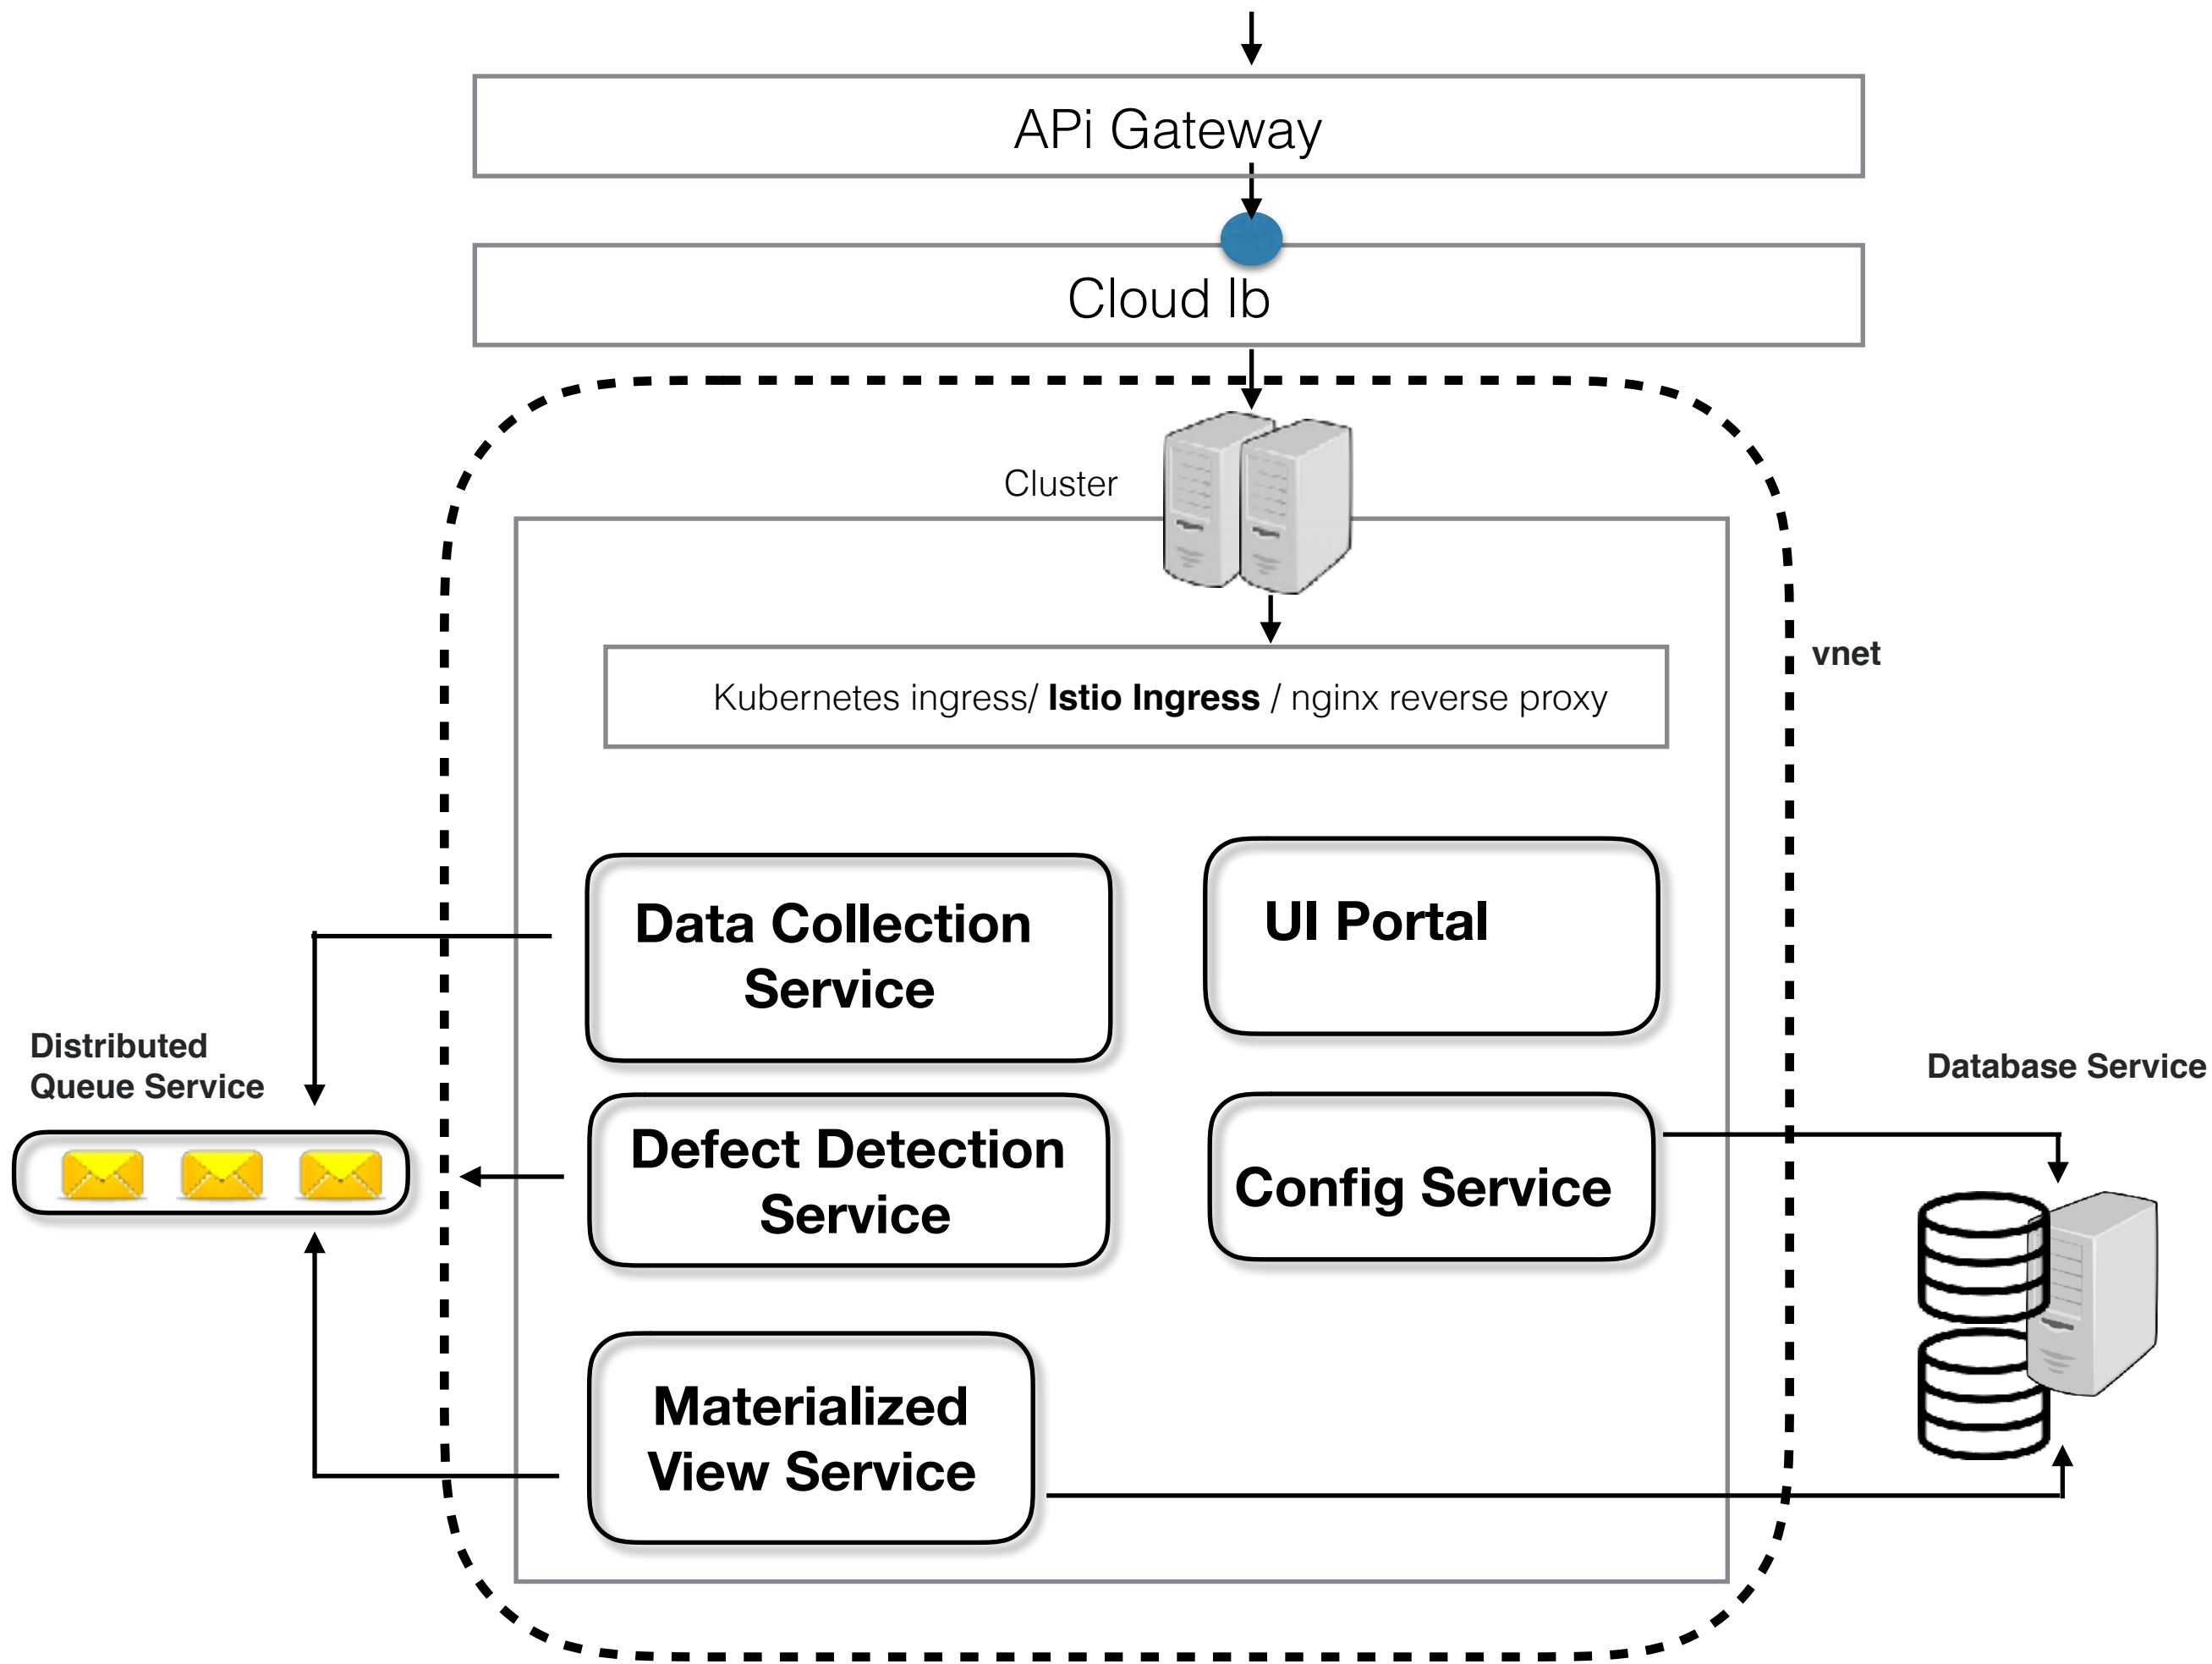 APi Gateway
Cloud lb
Cluster
vnet
Kubernetes ingress/ Istio Ingress / nginx reverse proxy
Data Collection
Service
UI Portal
Distributed
Queue Service
Database Service
Defect Detection
Service
Config Service
Materialized
View Service